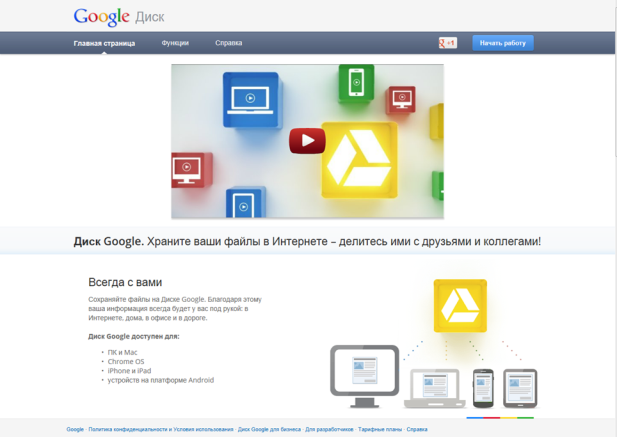 Google Диск
Главная страница Функции Справка g +1 Начать работу
Диск Google. Храните ваши файлы в Интернете – делитесь ими с друзьями и коллегами!
Всегда с вами
Сохраняйте файлы на Диске Google. Благодаря этому
ваша информация всегда будет у вас под рукой: в
Интернете, дома, в офисе и в дороге.
Диск Google доступен для:
• ПК и Mac
• Chrome OS
• iPhone и iPad
• устройств на платформе Android
Google · Политика конфиденциальности и Условия использования · Диск Google для бизнеса · Для разработчиков · Тарифные планы · Справка